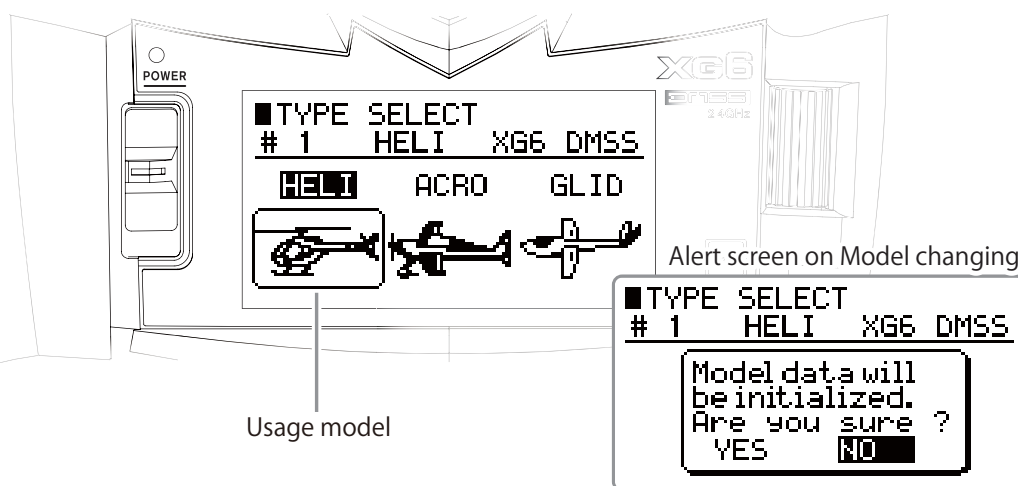 POWER
XG6
DMSS
2.4GHz
■TYPE SELECT
# 1 HELI XG6 DMSS
HELI ACRO GLID
Usage model
Alert screen on Model changing
■TYPE SELECT
# 1 HELI XG6 DMSS
Model data will
be initialized.
Are you sure ?
YES NO